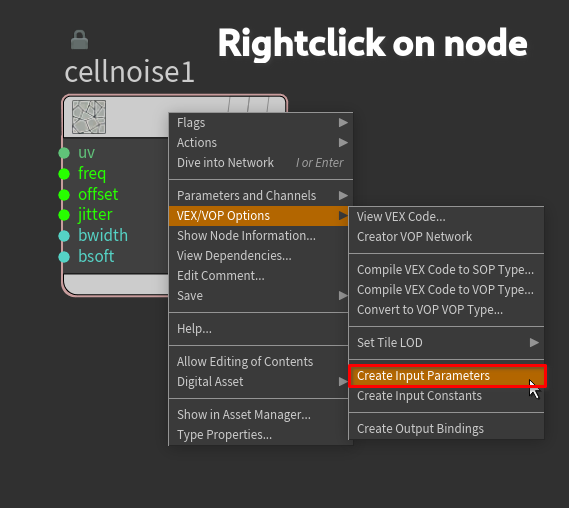 Rightclick on node
cellnoise1
uv
freq
offset
jitter
bwidth
bsoft
Flags
Actions
Dive into Network I or Enter
Parameters and Channels
VEX/VOP Options
Show Node Information...
View Dependencies...
Edit Comment...
Save
Help...
Allow Editing of Contents
Digital Asset
Show in Asset Manager...
Type Properties...
View VEX Code...
Creator VOP Network
Compile VEX Code to SOP Type...
Compile VEX Code to VOP Type...
Convert to VOP VOP Type...
Set Tile LOD
Create Input Parameters
Create Input Constants
Create Output Bindings